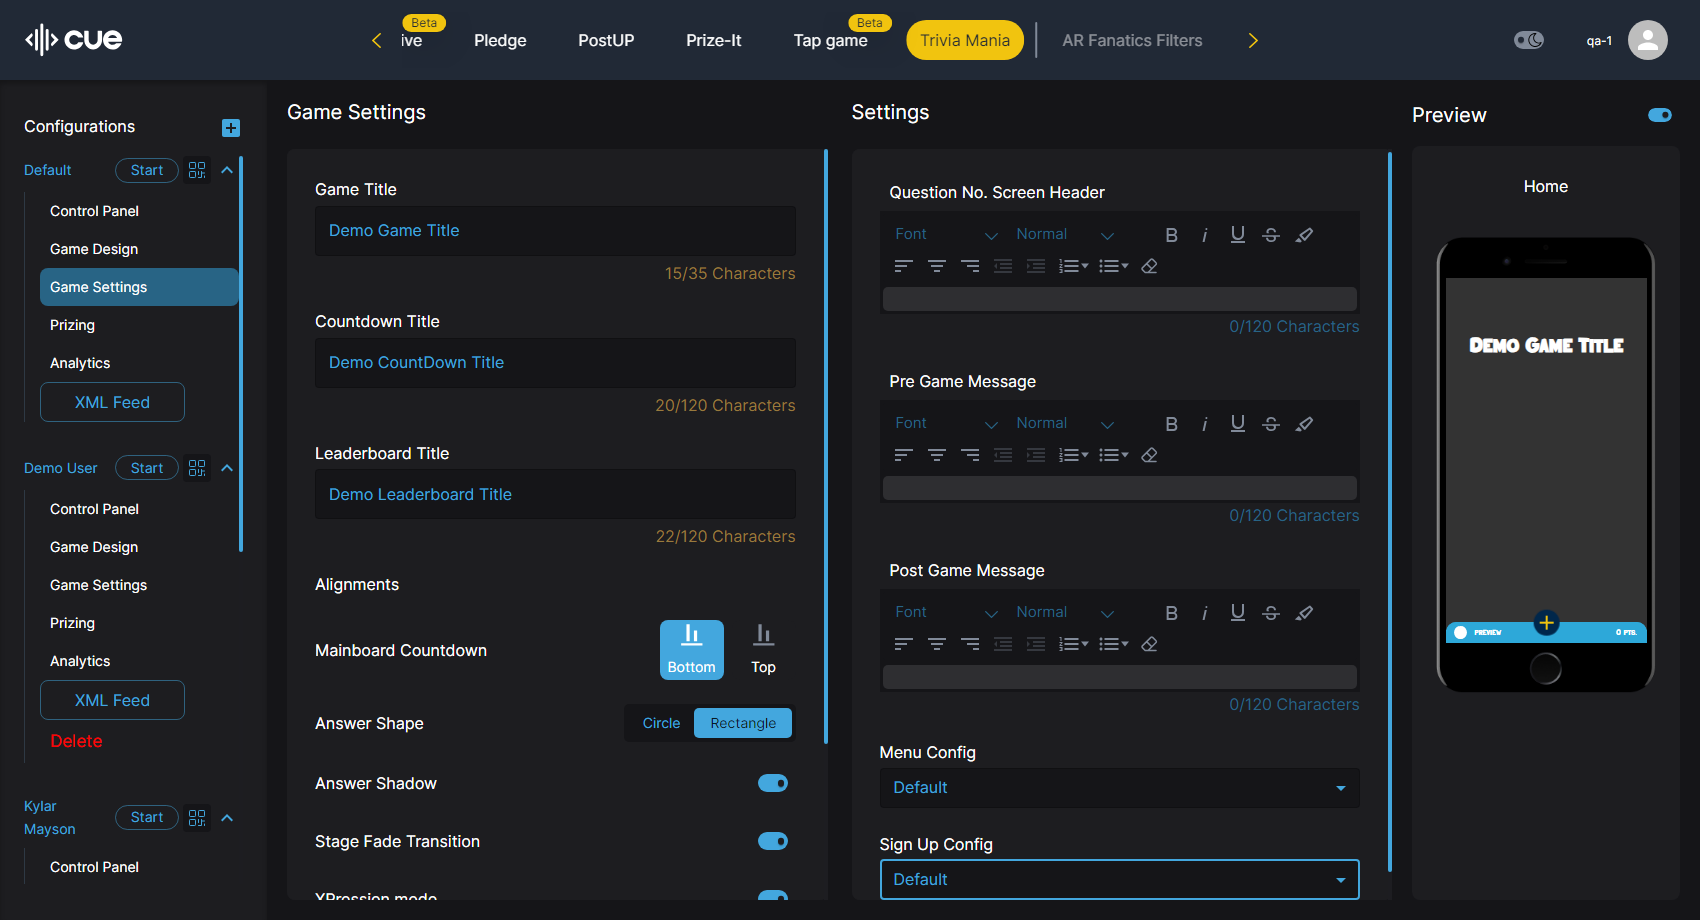 cue
Beta
ive
Pledge
PostUP
Prize-It
Tap game
Beta
Trivia Mania
AR Fanatics Filters
qa-1
Configurations
Default
Start
Control Panel
Game Design
Game Settings
Prizing
Analytics
XML Feed
Demo User
Start
Control Panel
Game Design
Game Settings
Prizing
Analytics
XML Feed
Delete
Kylar
Mayson
Start
Control Panel
Game Settings
Game Title
Demo Game Title
15/35 Characters
Countdown Title
Demo CountDown Title
20/120 Characters
Leaderboard Title
Demo Leaderboard Title
22/120 Characters
Alignments
Mainboard Countdown
Bottom
Top
Answer Shape
Circle
Rectangle
Answer Shadow
Stage Fade Transition
XPression mode
Settings
Question No. Screen Header
Font
Normal
B i U S
0/120 Characters
Pre Game Message
Font
Normal
B i U S
0/120 Characters
Post Game Message
Font
Normal
B i U S
0/120 Characters
Menu Config
Default
Sign Up Config
Default
Preview
Home
Demo Game Title
PREVIEW
0 PTS.